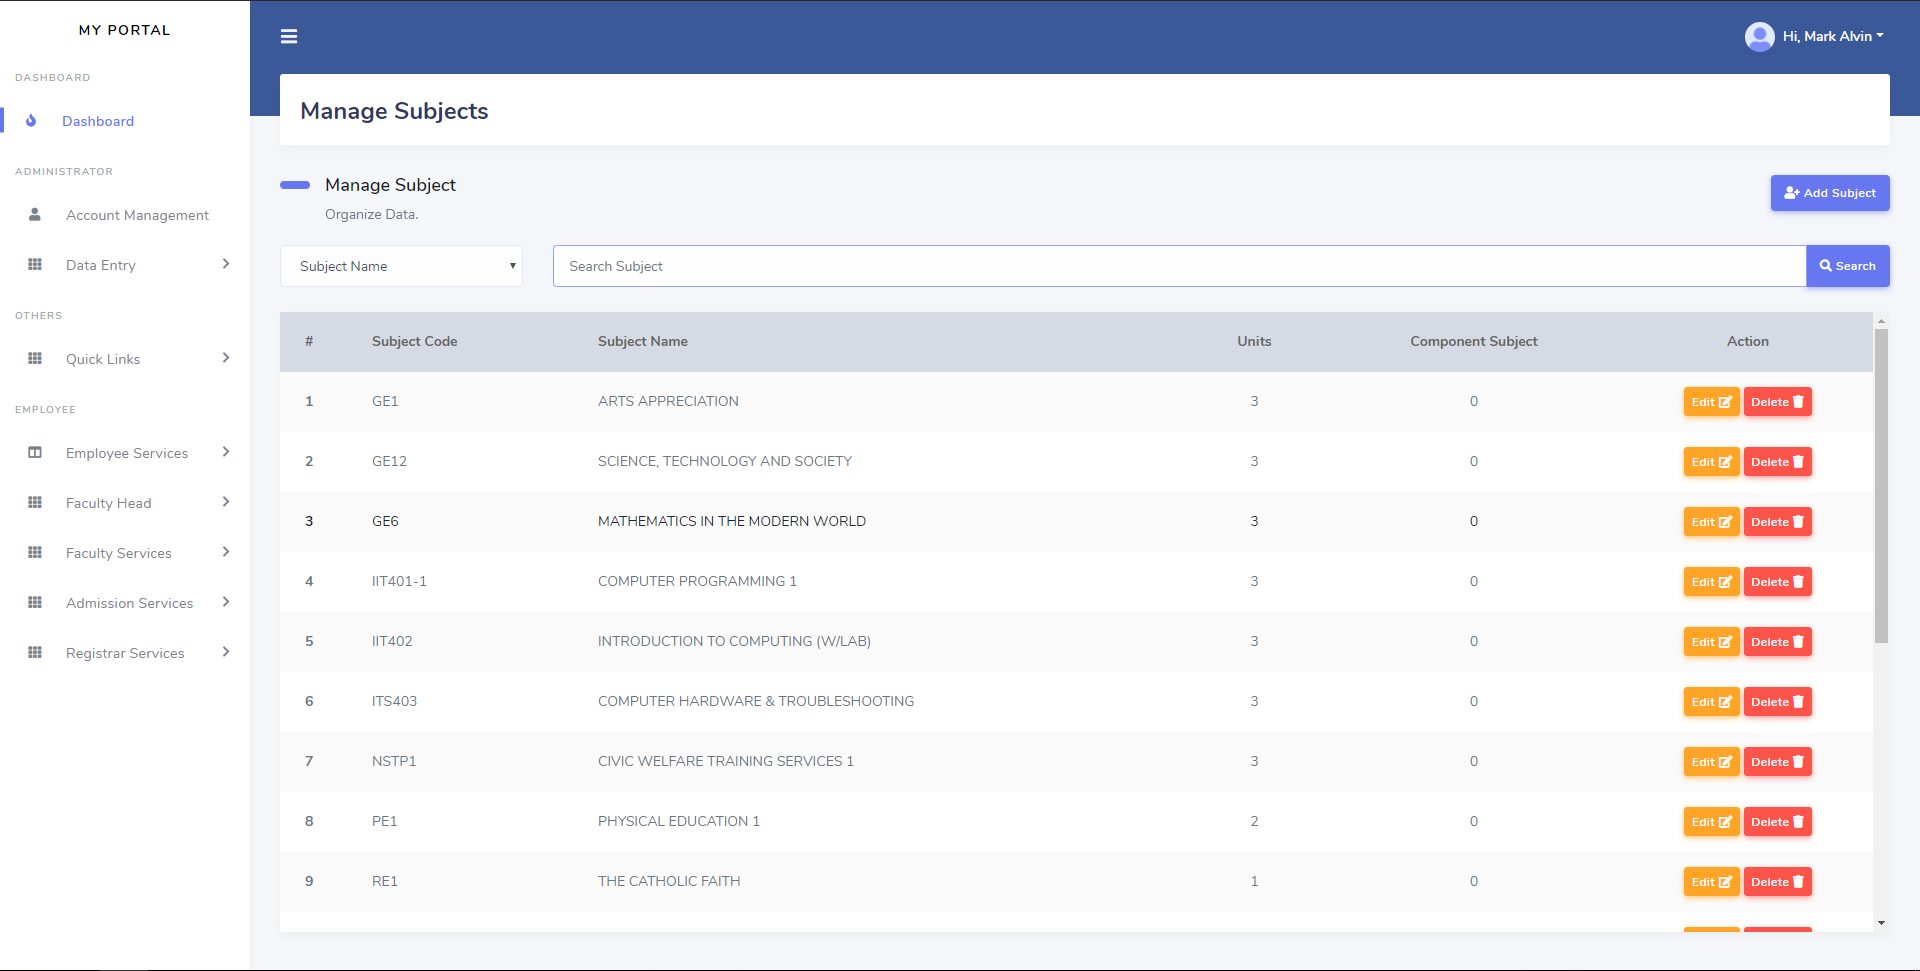 MY PORTAL
DASHBOARD
Dashboard
ADMINISTRATOR
Account Management
Data Entry
OTHERS
Quick Links
EMPLOYEE
Employee Services
Faculty Head
Faculty Services
Admission Services
Registrar Services
Hi, Mark Alvin
Manage Subjects
Manage Subject
Organize Data.
Add Subject
Subject Name
Search Subject
Search
# Subject Code Subject Name Units Component Subject Action
1 GE1 ARTS APPRECIATION 3 0 Edit Delete
2 GE12 SCIENCE, TECHNOLOGY AND SOCIETY 3 0 Edit Delete
3 GE6 MATHEMATICS IN THE MODERN WORLD 3 0 Edit Delete
4 IIT401-1 COMPUTER PROGRAMMING 1 3 0 Edit Delete
5 IIT402 INTRODUCTION TO COMPUTING (W/LAB) 3 0 Edit Delete
6 ITS403 COMPUTER HARDWARE & TROUBLESHOOTING 3 0 Edit Delete
7 NSTP1 CIVIC WELFARE TRAINING SERVICES 1 3 0 Edit Delete
8 PE1 PHYSICAL EDUCATION 1 2 0 Edit Delete
9 RE1 THE CATHOLIC FAITH 1 0 Edit Delete